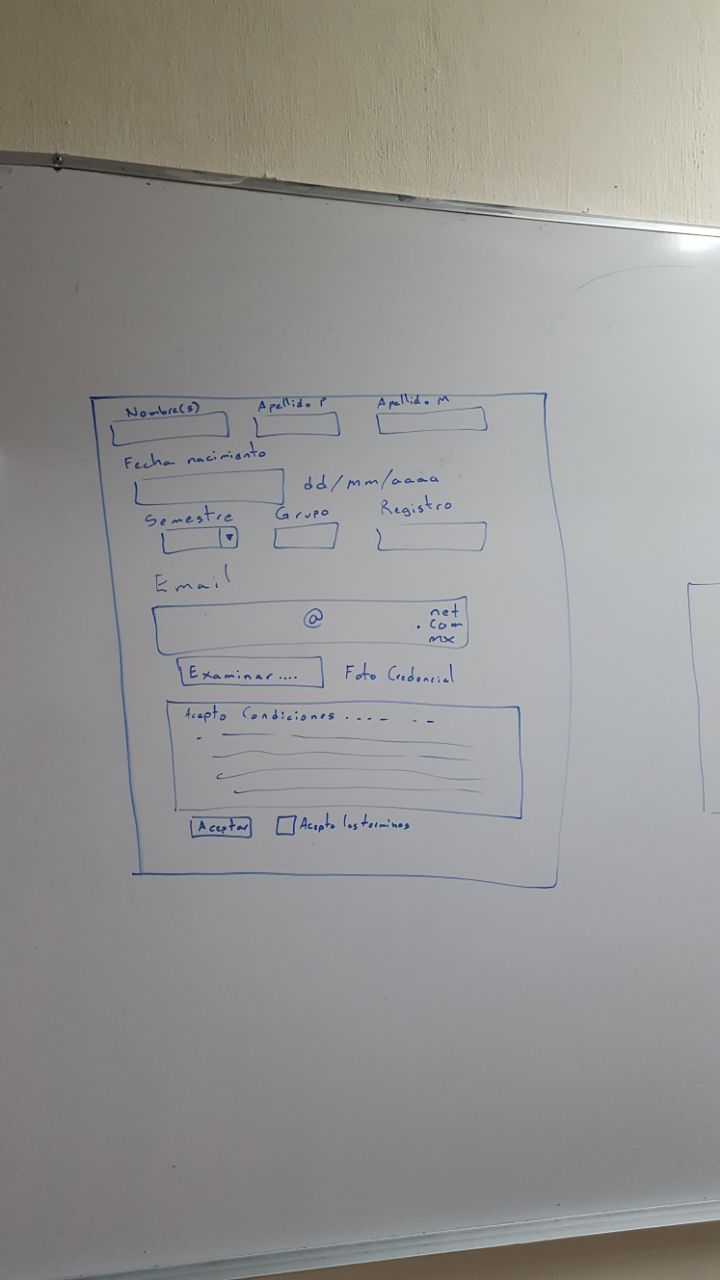 Nombre(s) Apellido P Apellido M
Fecha nacimiento
dd/mm/aaaa
Semestre Grupo Registro
Email
@ .net
.com
mx
Examinar.... Foto Credencial
Acepto Condiciones . . . . - - -
Aceptar Acepto los terminos